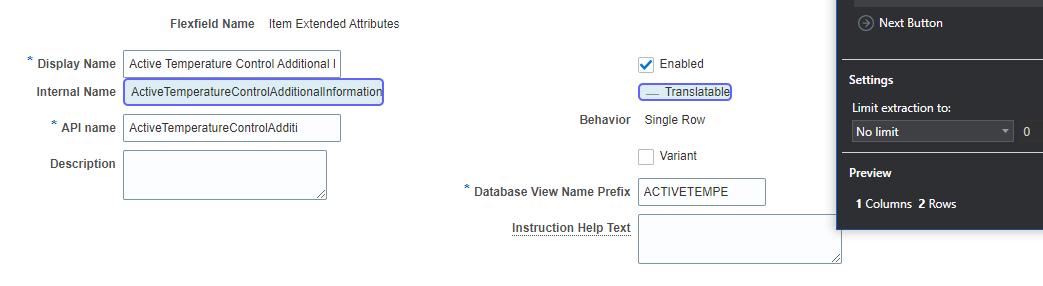 Flexfield Name Item Extended Attributes
* Display Name Active Temperature Control Additional I
Internal Name ActiveTemperatureControlAdditionalInformation
* API name ActiveTemperatureControlAdditi
Description
Enabled
— Translatable
Behavior Single Row
Variant
* Database View Name Prefix ACTIVETEMPE
Instruction Help Text
Next Button
Settings
Limit extraction to:
No limit 0
Preview
1 Columns 2 Rows